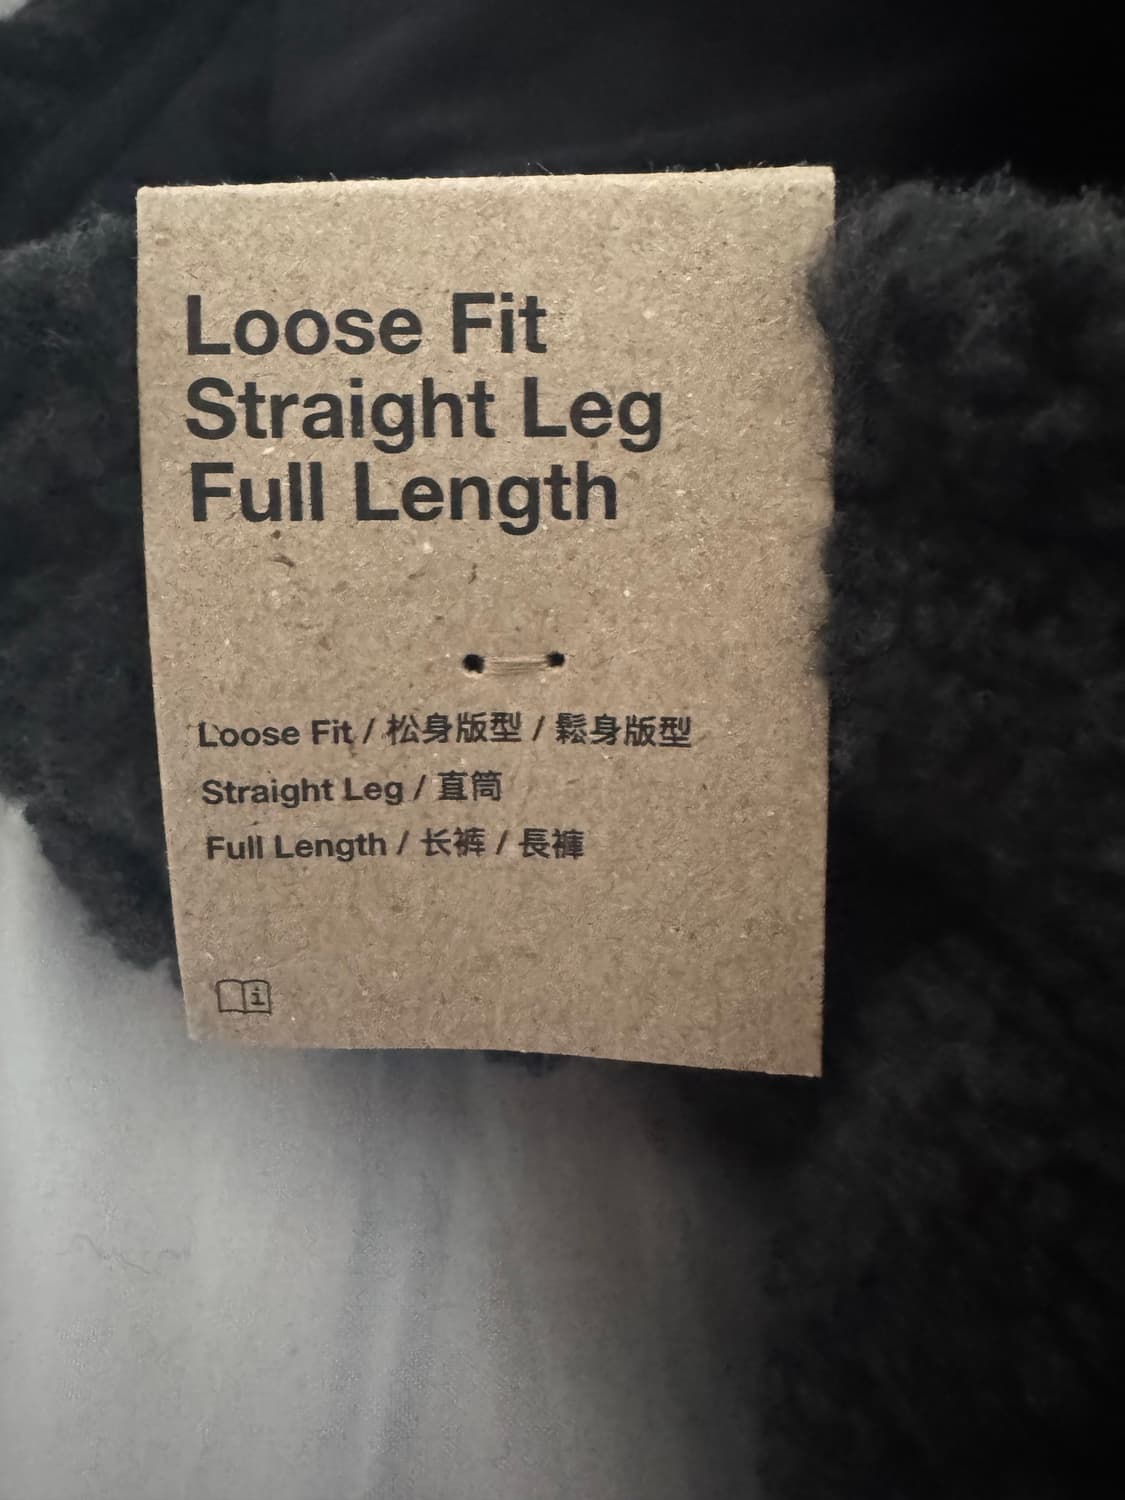 Loose Fit
Straight Leg
Full Length
Loose Fit / 松身版型 / 鬆身版型
Straight Leg / 直筒
Full Length / 长裤 / 長褲
i